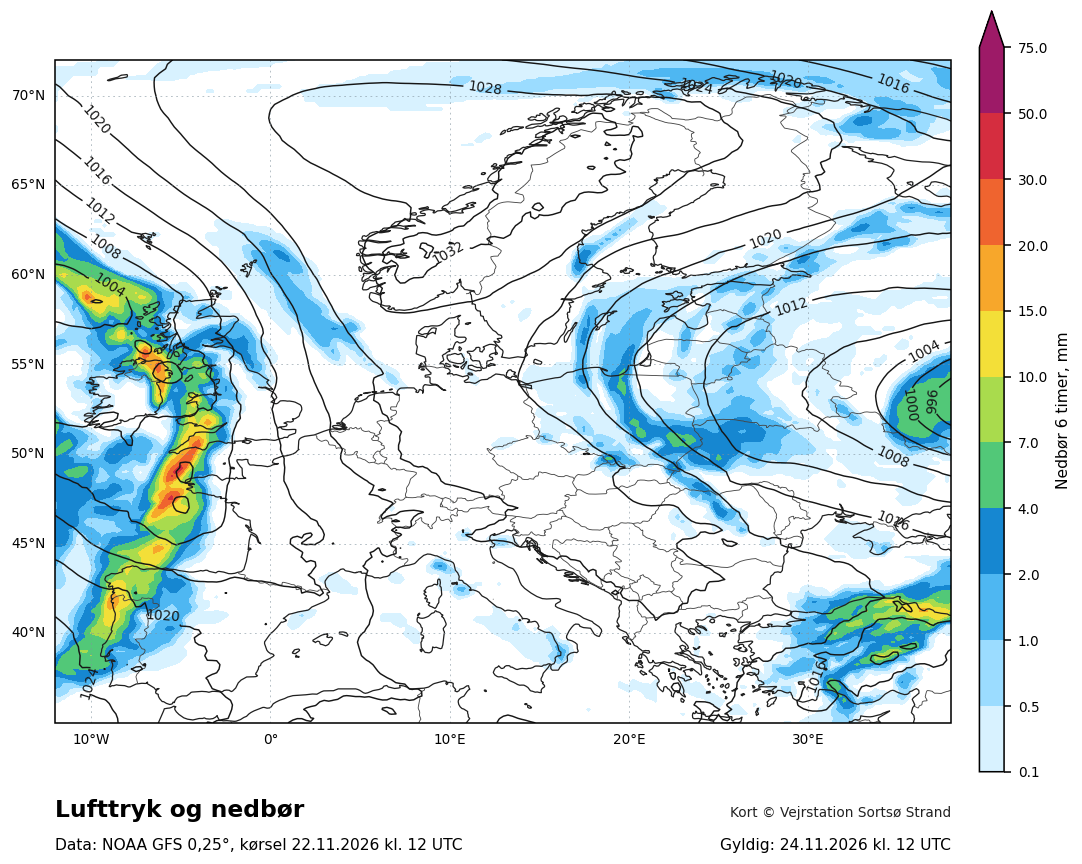 75.0
50.0
30.0
20.0
15.0
10.0
7.0
4.0
2.0
1.0
0.5
0.1
Nedbør 6 timer, mm
70°N
65°N
60°N
55°N
50°N
45°N
40°N
10°W
0°
10°E
20°E
30°E
1020
1016
1012
1008
1004
1028
1024
1020
1016
1032
1020
1012
1004
1000
996
1008
1016
1020
1024
1016
Lufttryk og nedbør
Kort © Vejrstation Sortsø Strand
Data: NOAA GFS 0,25°, kørsel 22.11.2026 kl. 12 UTC
Gyldig: 24.11.2026 kl. 12 UTC